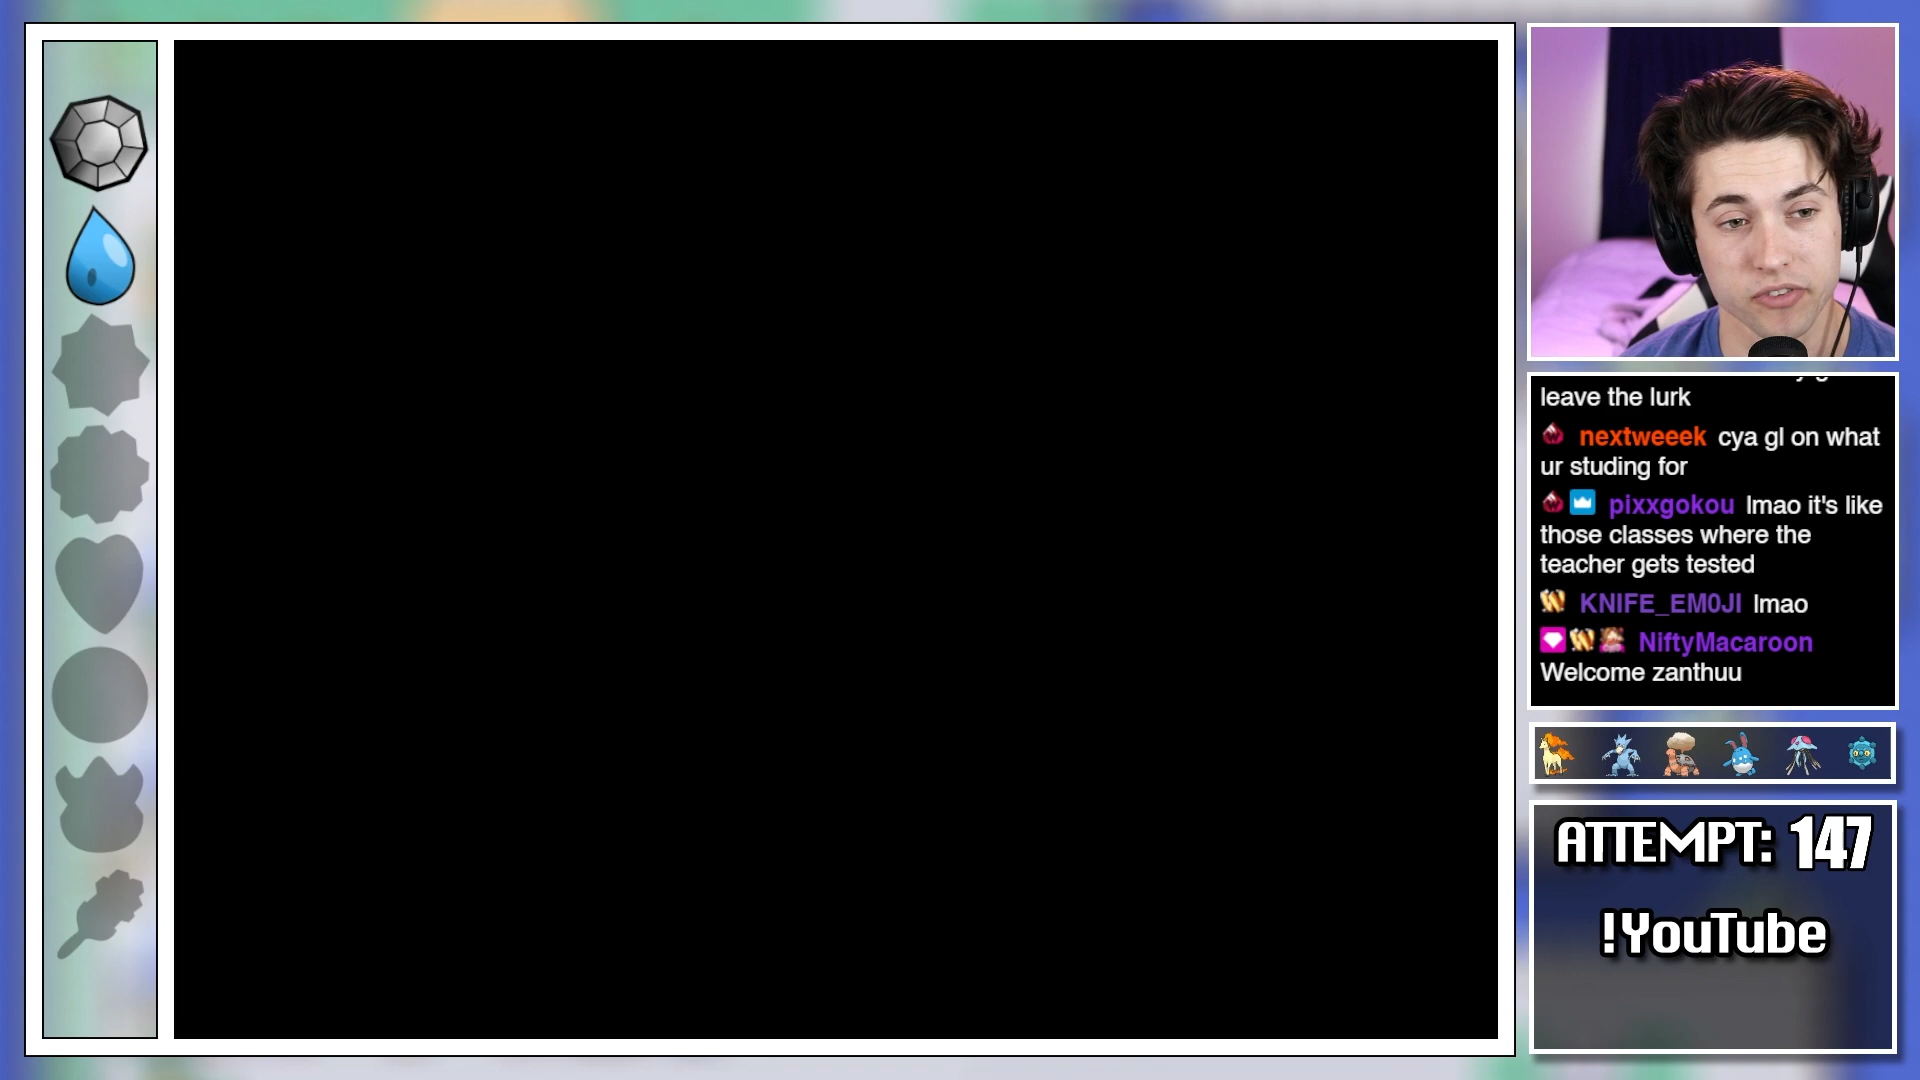 leave the lurk
nextweeek cya gl on what
ur studing for
pixxgokou lmao it's like
those classes where the
teacher gets tested
KNIFE_EM0JI lmao
NiftyMacaroon
Welcome zanthuu
ATTEMPT: 147
!YouTube